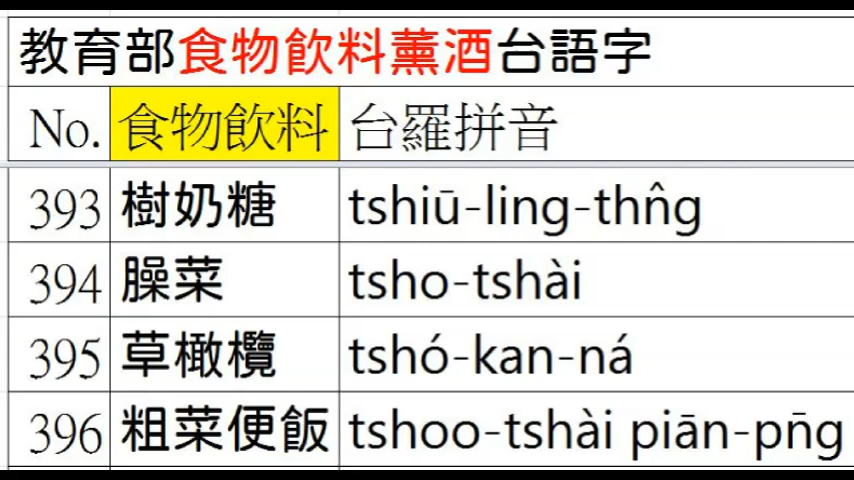 教育部食物飲料薰酒台語字
No. 食物飲料 台羅拼音
393 樹奶糖 tshiū-ling-thn̂g
394 臊菜 tsho-tshài
395 草橄欖 tshó-kan-ná
396 粗菜便飯 tshoo-tshài piān-pn̄g